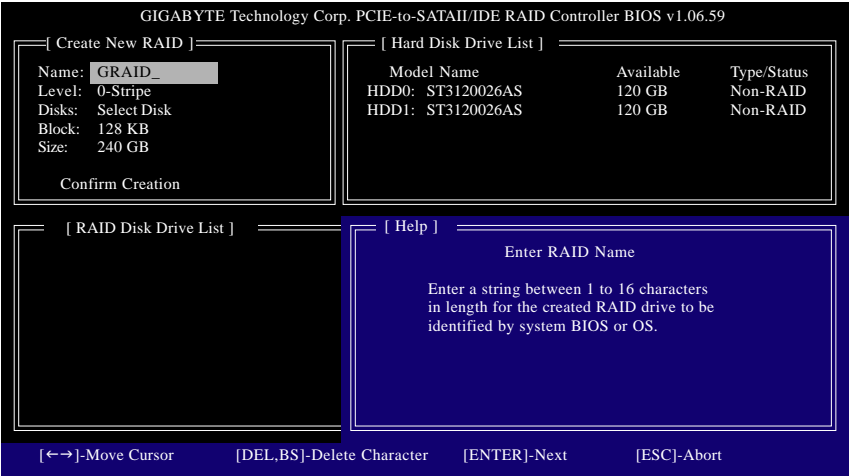 GIGABYTE Technology Corp. PCIE-to-SATAII/IDE RAID Controller BIOS v1.06.59
[ Create New RAID ]
Name: GRAID_
Level: 0-Stripe
Disks: Select Disk
Block: 128 KB
Size: 240 GB
Confirm Creation
[ Hard Disk Drive List ]
Model Name Available Type/Status
HDD0: ST3120026AS 120 GB Non-RAID
HDD1: ST3120026AS 120 GB Non-RAID
[ RAID Disk Drive List ]
[ Help ]
Enter RAID Name
Enter a string between 1 to 16 characters
in length for the created RAID drive to be
identified by system BIOS or OS.
[←→]-Move Cursor [DEL,BS]-Delete Character [ENTER]-Next [ESC]-Abort